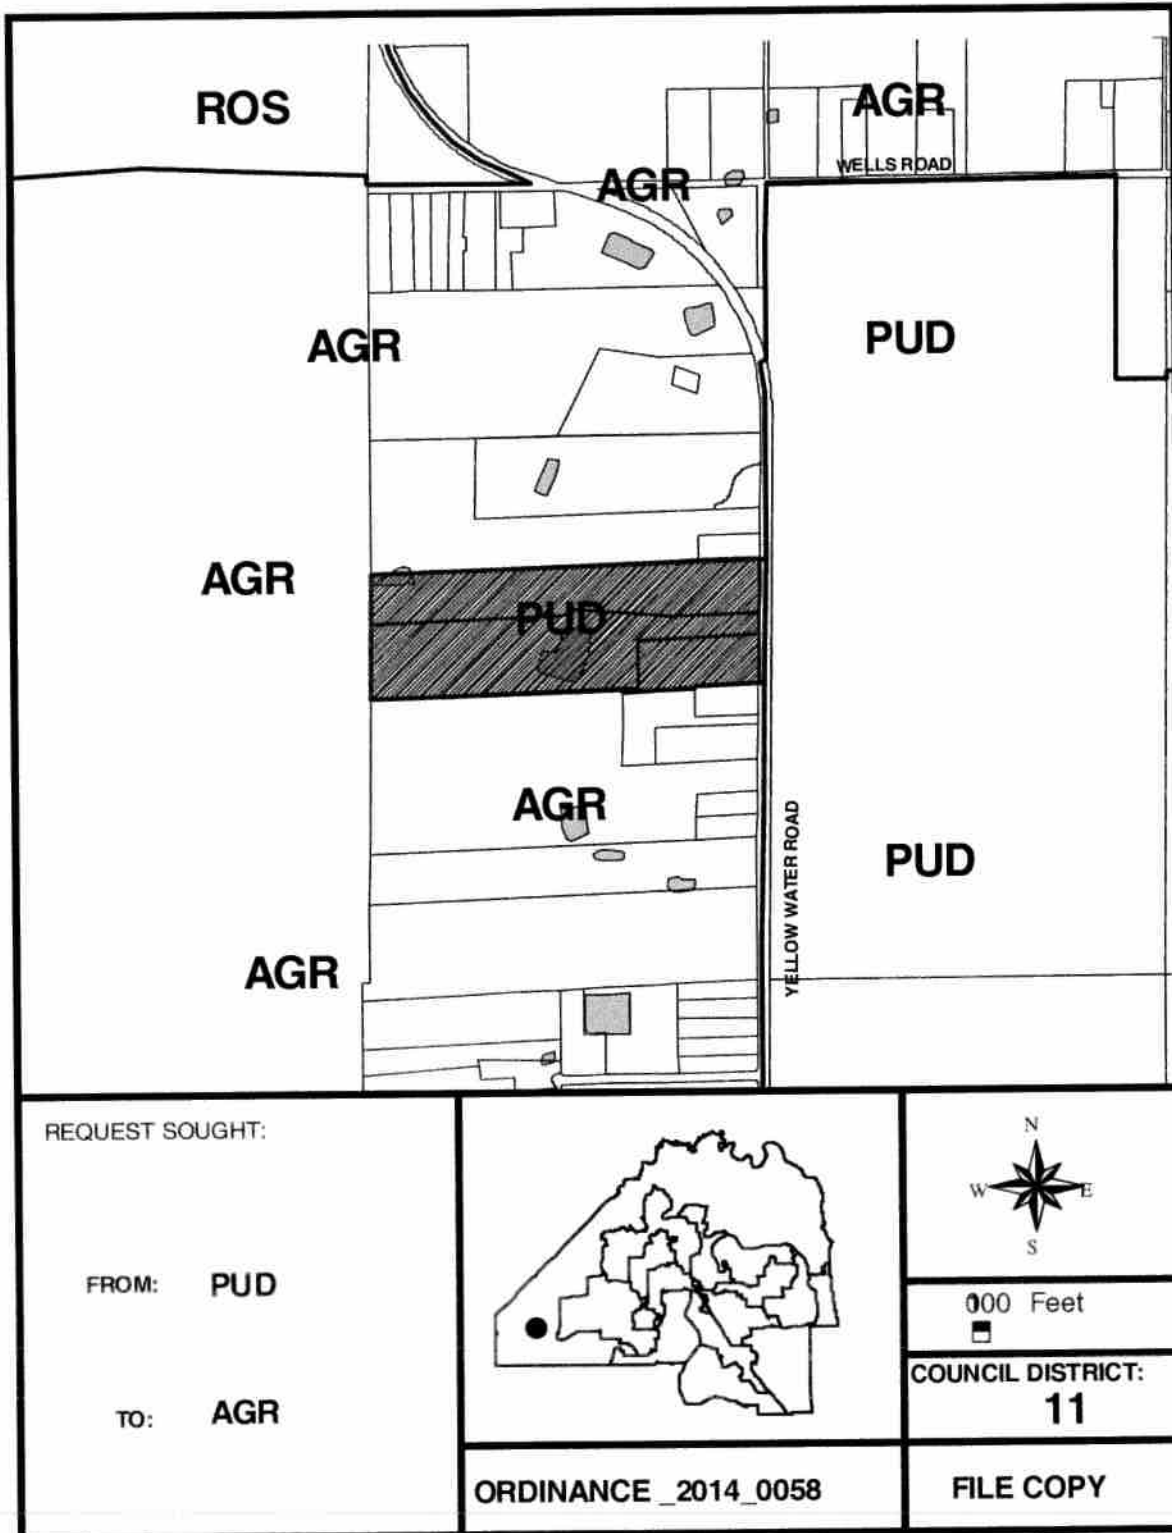 ROS
AGR
WELLS ROAD
AGR
AGR
PUD
AGR
PUD
AGR
PUD
YELLOW WATER ROAD
AGR
REQUEST SOUGHT:
FROM: PUD
TO: AGR
N
W E
S
Feet
COUNCIL DISTRICT:
11
ORDINANCE _2014_0058
FILE COPY